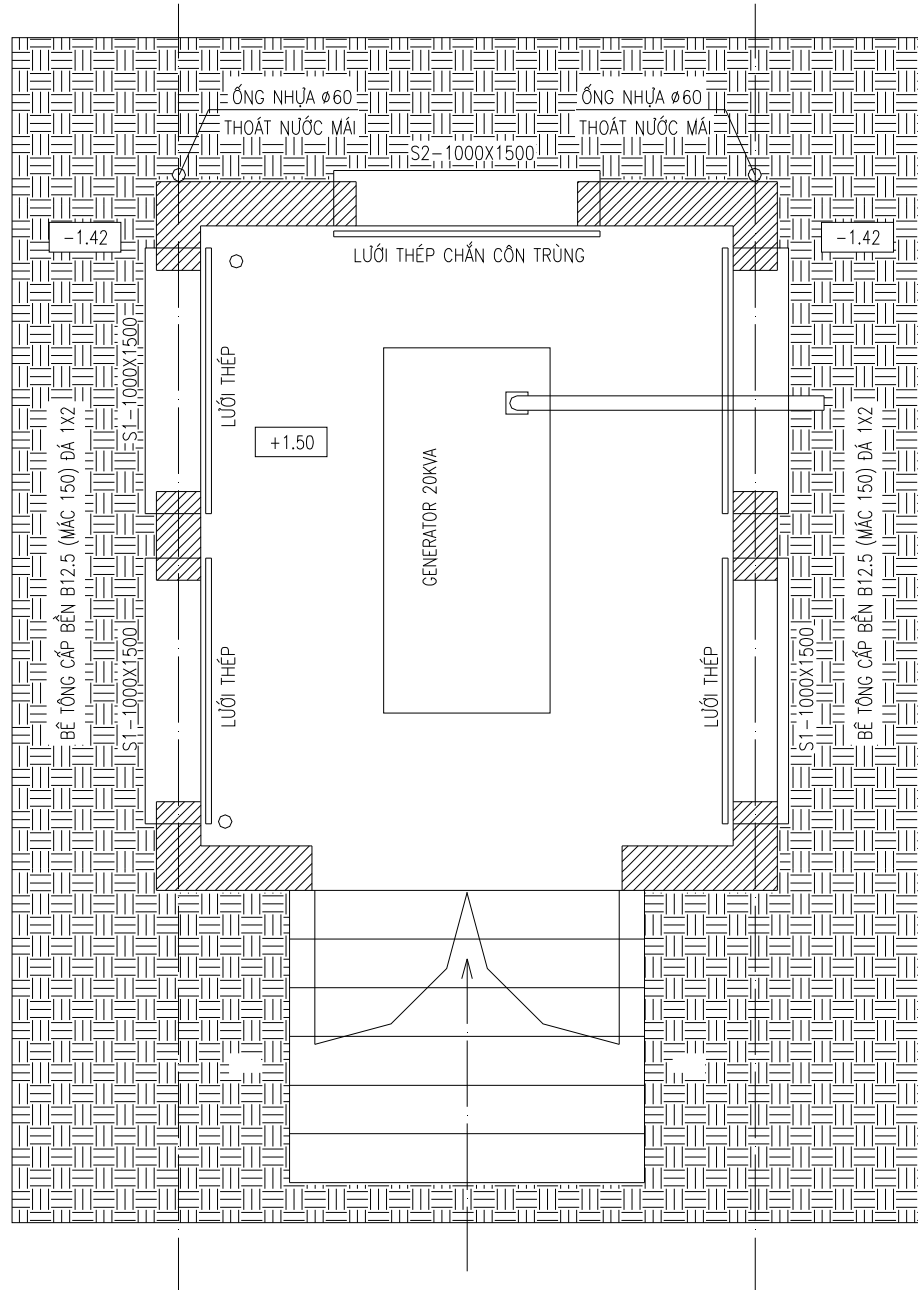 ỐNG NHỰA Ø60
THOÁT NƯỚC MÁI
ỐNG NHỰA Ø60
THOÁT NƯỚC MÁI
S2-1000X1500
-1.42
-1.42
LƯỚI THÉP CHẮN CÔN TRÙNG
S1-1000X1500
LƯỚI THÉP
+1.50
GENERATOR 20KVA
BÊ TÔNG CẤP BỀN B12.5 (MÁC 150) ĐÁ 1X2
BÊ TÔNG CẤP BỀN B12.5 (MÁC 150) ĐÁ 1X2
S1-1000X1500
LƯỚI THÉP
LƯỚI THÉP
S1-1000X1500